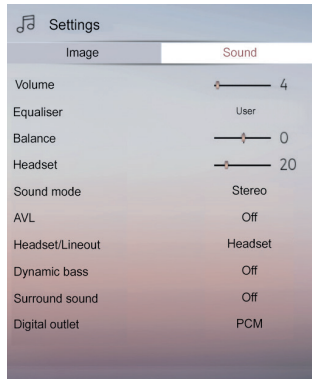 Settings
Image Sound
Volume 4
Equaliser User
Balance 0
Headset 20
Sound mode Stereo
AVL Off
Headset/Lineout Headset
Dynamic bass Off
Surround sound Off
Digital outlet PCM